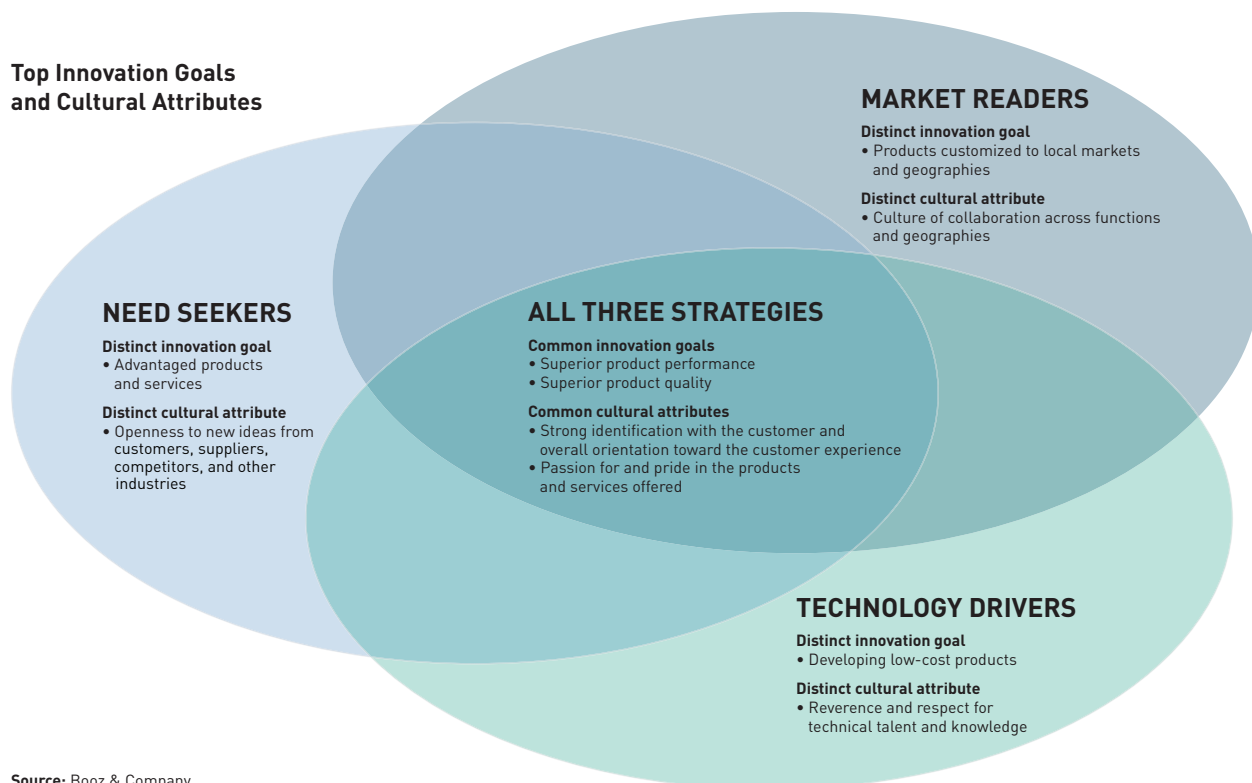 Top Innovation Goals
and Cultural Attributes
MARKET READERS
Distinct innovation goal
• Products customized to local markets
and geographies
Distinct cultural attribute
• Culture of collaboration across functions
and geographies
NEED SEEKERS
Distinct innovation goal
• Advantaged products
and services
Distinct cultural attribute
• Openness to new ideas from
customers, suppliers,
competitors, and other
industries
ALL THREE STRATEGIES
Common innovation goals
• Superior product performance
• Superior product quality
Common cultural attributes
• Strong identification with the customer and
overall orientation toward the customer experience
• Passion for and pride in the products
and services offered
TECHNOLOGY DRIVERS
Distinct innovation goal
• Developing low-cost products
Distinct cultural attribute
• Reverence and respect for
technical talent and knowledge
Source: Booz & Company